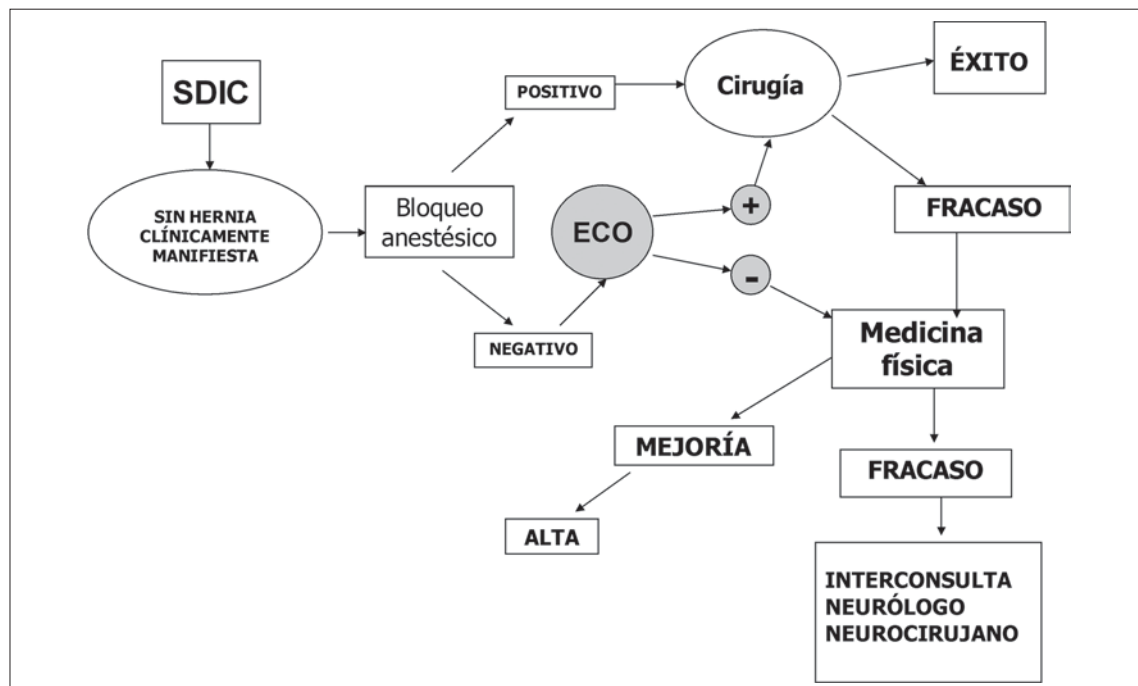 SDIC
SIN HERNIA
CLÍNICAMENTE
MANIFIESTA
Bloqueo
anestésico
POSITIVO
NEGATIVO
ECO
+
-
Cirugía
ÉXITO
FRACASO
Medicina
física
MEJORÍA
ALTA
FRACASO
INTERCONSULTA
NEURÓLOGO
NEUROCIRUJANO